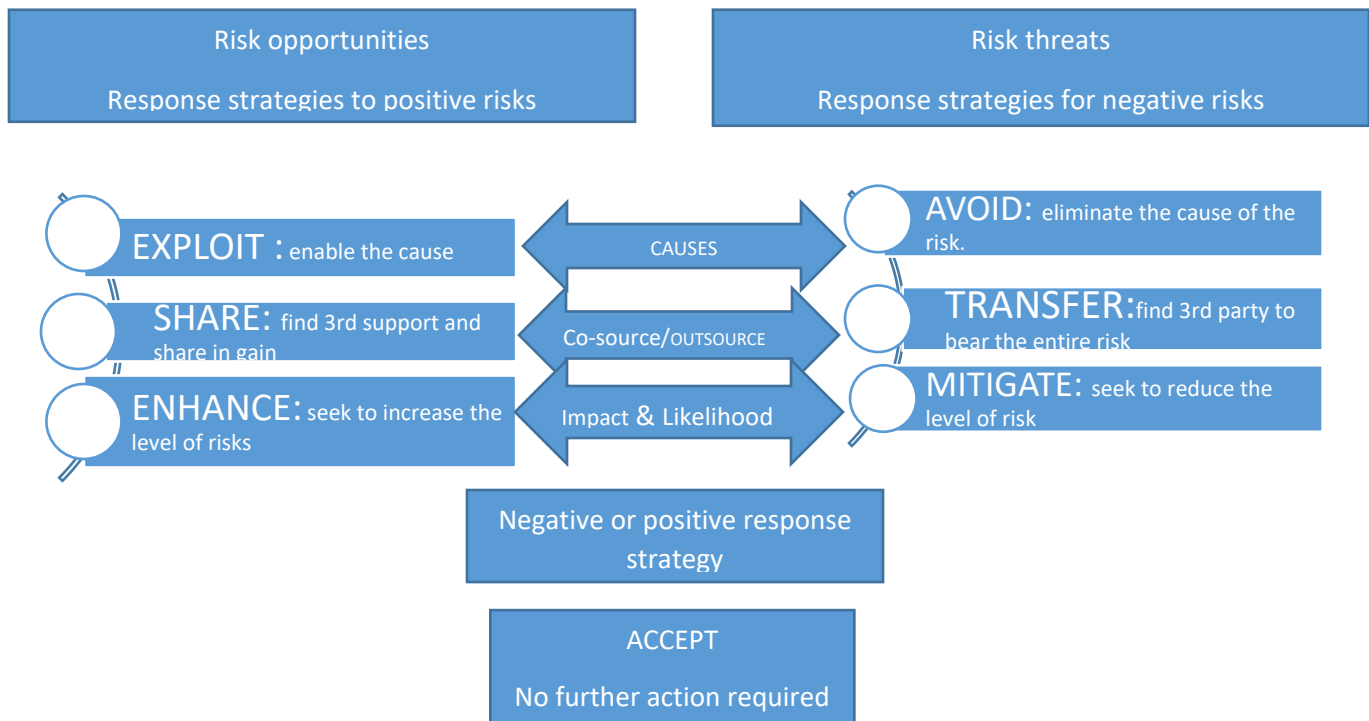 Risk opportunities
Response strategies to positive risks
Risk threats
Response strategies for negative risks
EXPLOIT : enable the cause
CAUSES
AVOID: eliminate the cause of the
risk.
SHARE: find 3rd support and
share in gain
Co-source/OUTSOURCE
TRANSFER:find 3rd party to
bear the entire risk
ENHANCE: seek to increase the
level of risks
Impact & Likelihood
MITIGATE: seek to reduce the
level of risk
Negative or positive response
strategy
ACCEPT
No further action required